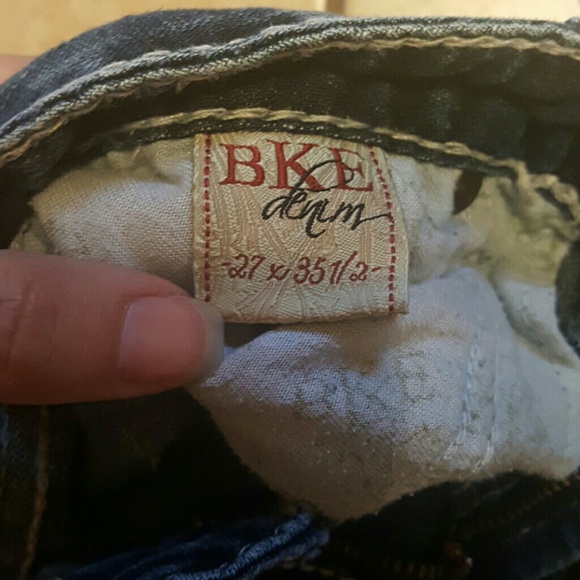 BKE
denim
-27 x 35 1/2-